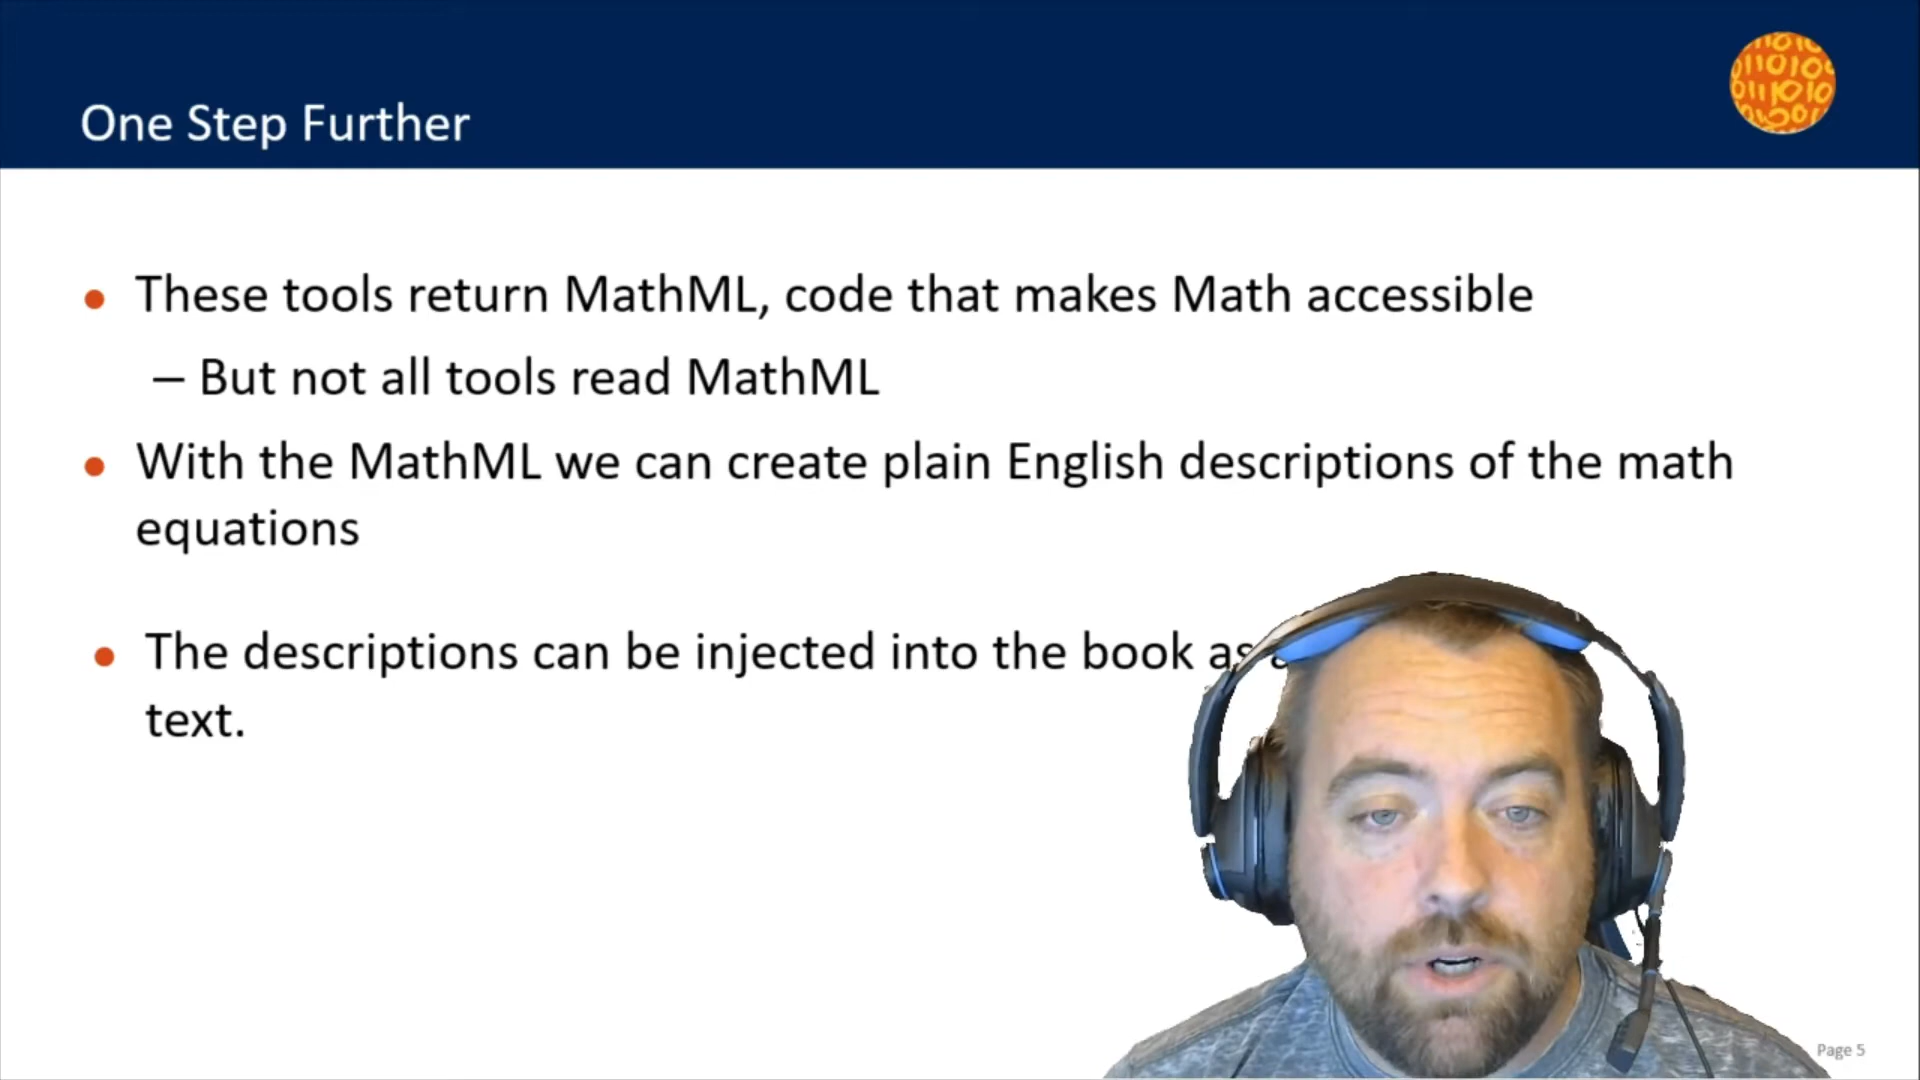 One Step Further
These tools return MathML, code that makes Math accessible
– But not all tools read MathML
With the MathML we can create plain English descriptions of the math
equations
The descriptions can be injected into the book as
text.
Page 5